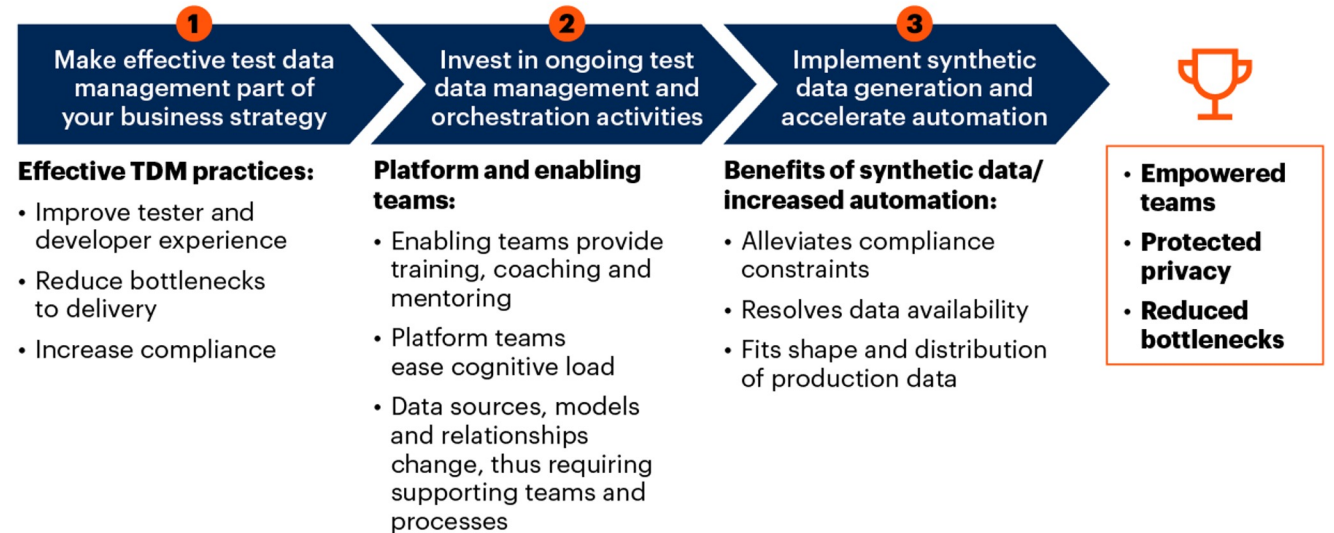 1
Make effective test data
management part of
your business strategy
2
Invest in ongoing test
data management and
orchestration activities
3
Implement synthetic
data generation and
accelerate automation
Effective TDM practices:
• Improve tester and
developer experience
• Reduce bottlenecks
to delivery
• Increase compliance
Platform and enabling
teams:
• Enabling teams provide
training, coaching and
mentoring
• Platform teams
ease cognitive load
• Data sources, models
and relationships
change, thus requiring
supporting teams and
processes
Benefits of synthetic data/
increased automation:
• Alleviates compliance
constraints
• Resolves data availability
• Fits shape and distribution
of production data
• Empowered
teams
• Protected
privacy
• Reduced
bottlenecks